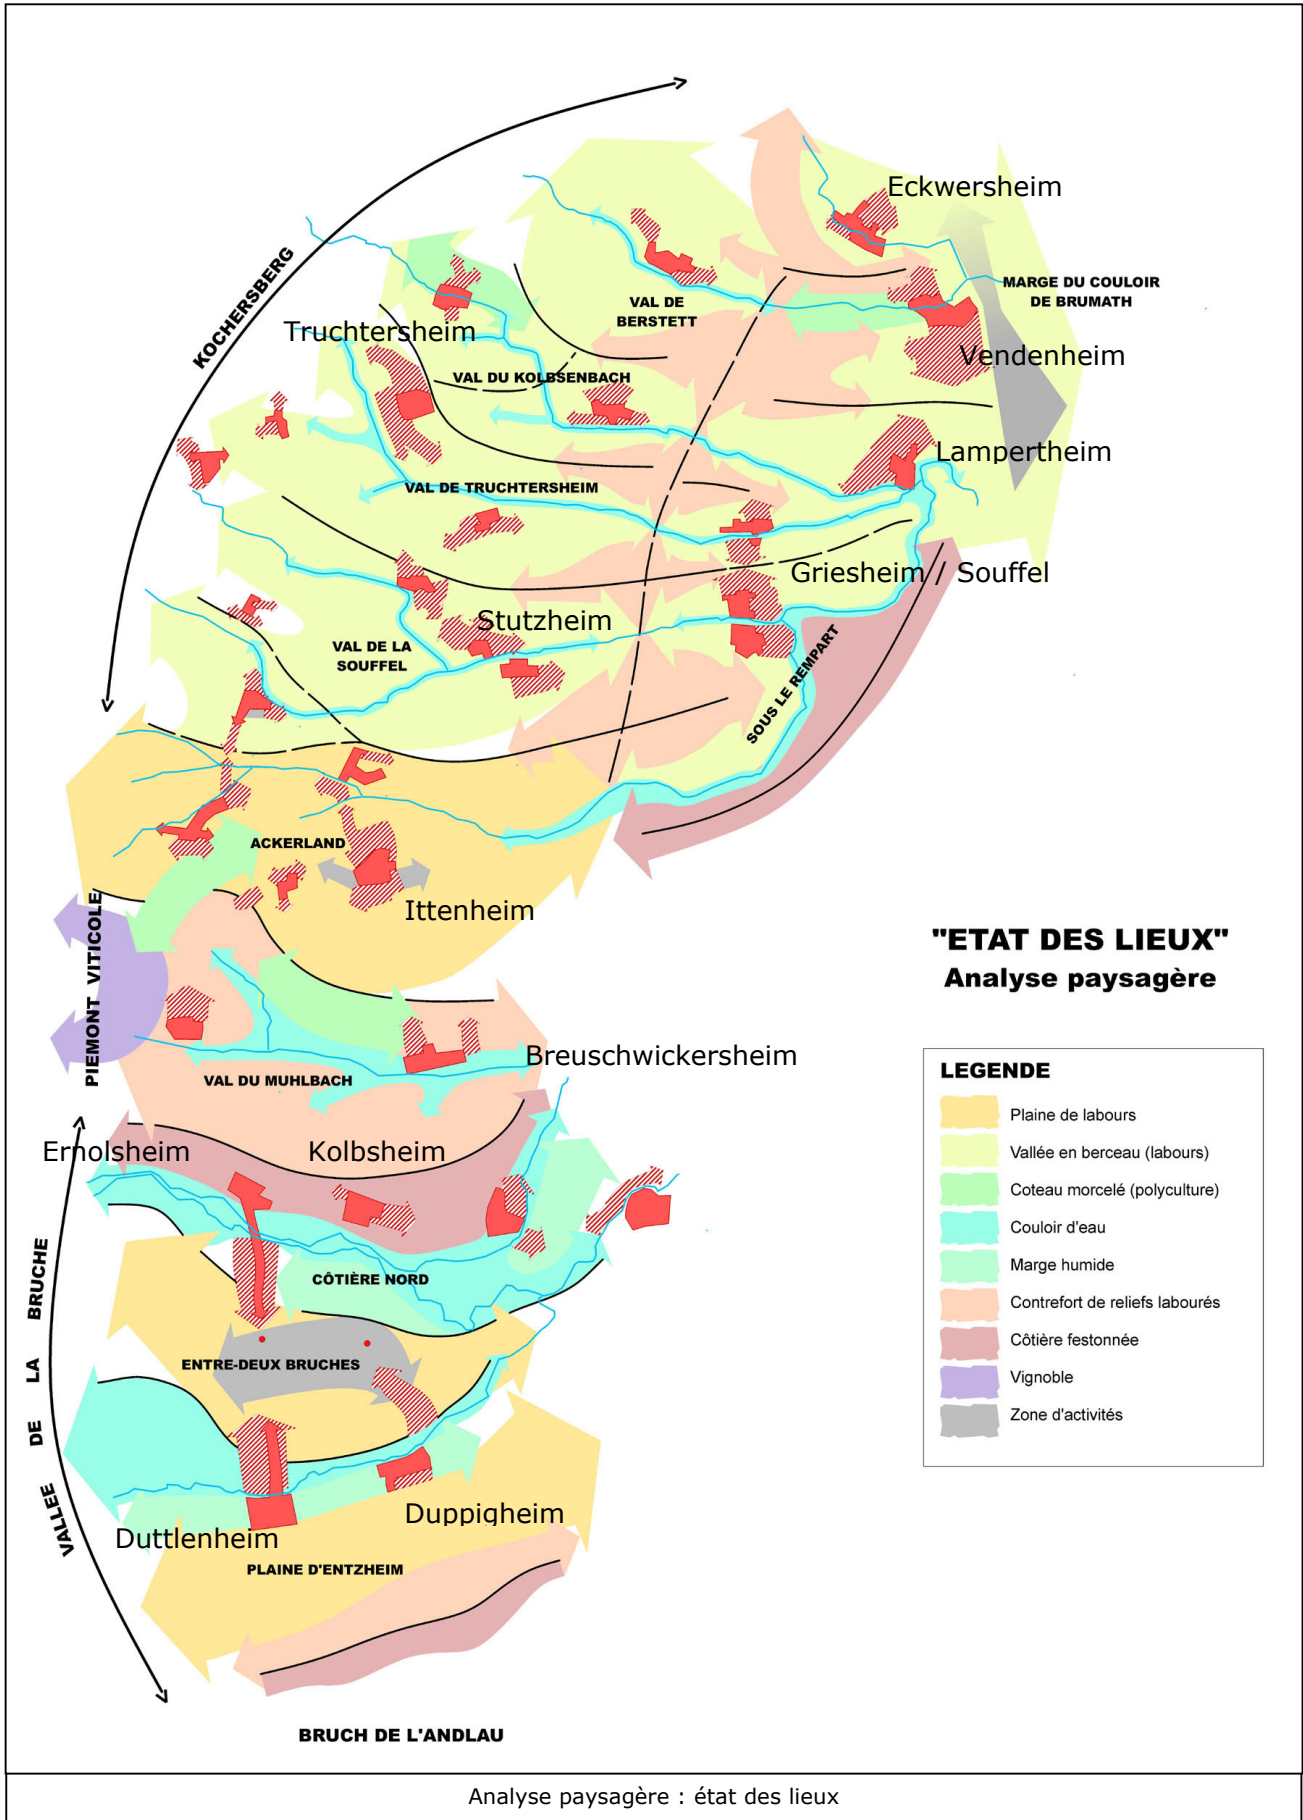 Eckwersheim
KOCHERSBERG
MARGE DU COULOIR
DE BRUMATH
VAL DE
BERSTETT
Truchtersheim
Vendenheim
VAL DU KOLBSENBACH
Lampertheim
VAL DE TRUCHTERSHEIM
Griesheim / Souffel
Stutzheim
VAL DE LA
SOUFFEL
SOUS LE REMPART
ACKERLAND
Ittenheim
PIEMONT VITICOLE
"ETAT DES LIEUX"
Analyse paysagère
Breuschwickersheim
VAL DU MUHLBACH
LEGENDE
Plaine de labours
Vallée en berceau (labours)
Coteau morcelé (polyculture)
Couloir d'eau
Marge humide
Contrefort de reliefs labourés
Côtière festonnée
Vignoble
Zone d'activités
Ernolsheim
Kolbsheim
CÔTIÈRE NORD
VALLEE DE LA BRUCHE
ENTRE-DEUX BRUCHES
Duppigheim
Duttlenheim
PLAINE D'ENTZHEIM
BRUCH DE L'ANDLAU
Analyse paysagère : état des lieux